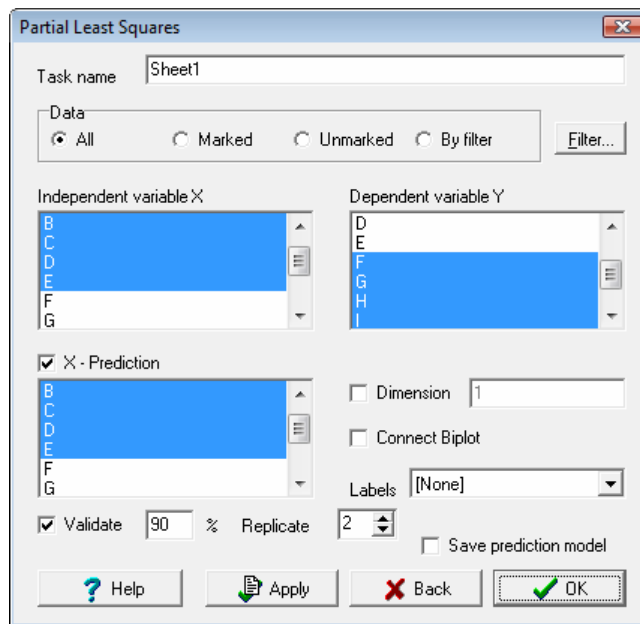 Partial Least Squares
Task name Sheet1
Data
All Marked Unmarked By filter Filter...
Independent variable X
B
C
D
E
F
G
Dependent variable Y
D
E
F
G
H
I
X - Prediction
B
C
D
E
F
G
Dimension 1
Connect Biplot
Labels [None]
Validate 90 % Replicate 2
Save prediction model
? Help Apply Back OK